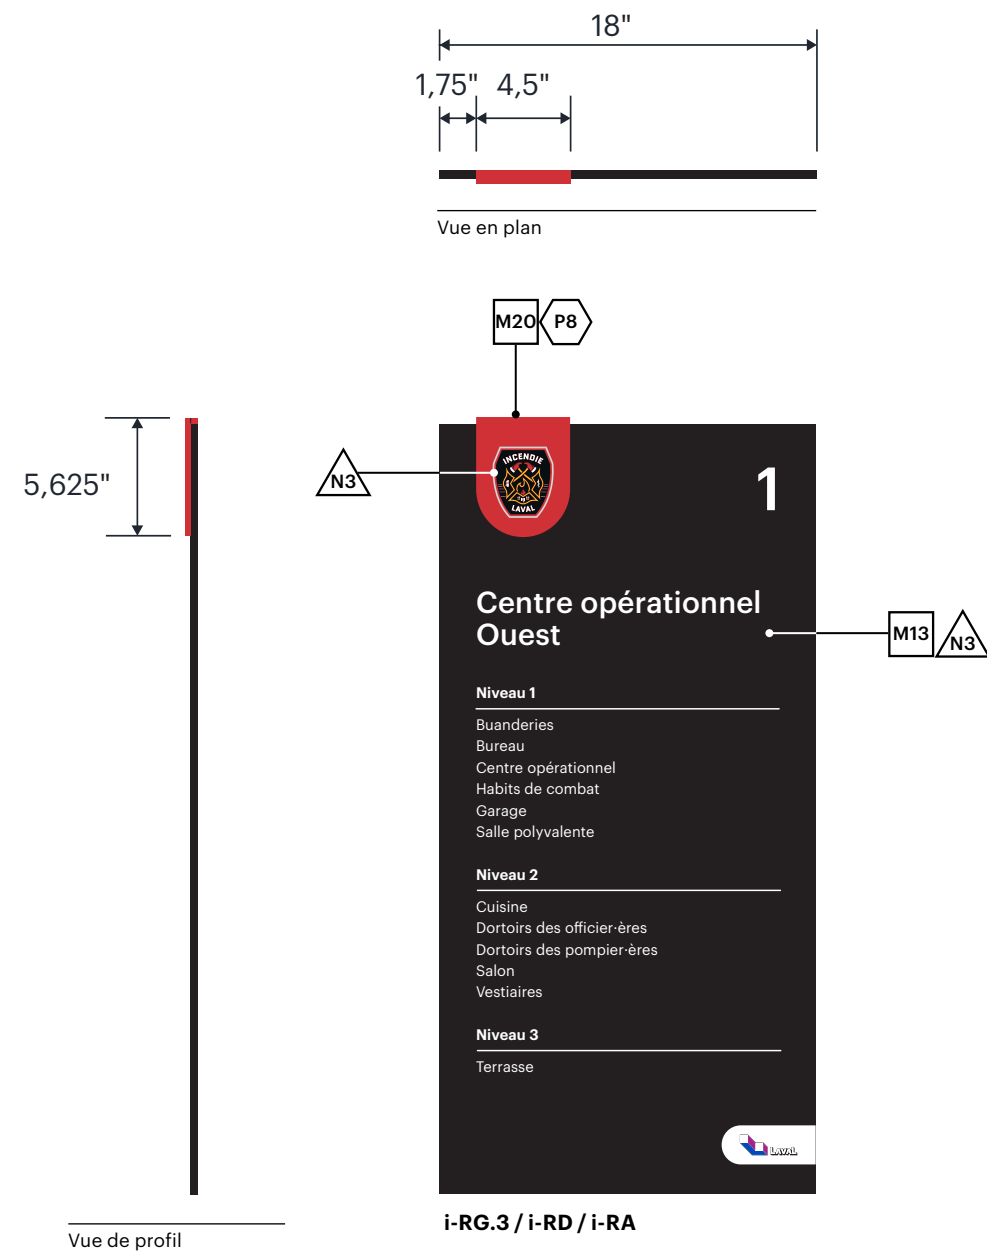 18"
1,75" 4,5"
Vue en plan
M20 P8
5,625"
N3
INCENDIE
LAVAL
1
Centre opérationnel
Ouest
M13 N3
Niveau 1
Buanderies
Bureau
Centre opérationnel
Habits de combat
Garage
Salle polyvalente
Niveau 2
Cuisine
Dortoirs des officier·ères
Dortoirs des pompier·ères
Salon
Vestiaires
Niveau 3
Terrasse
LAVAL
i-RG.3 / i-RD / i-RA
Vue de profil